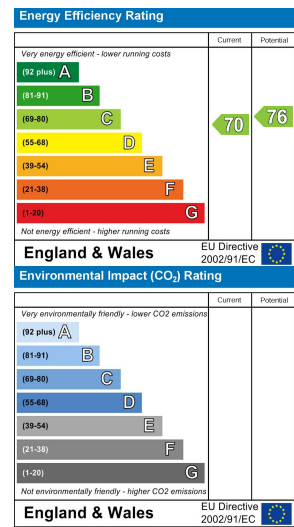 Energy Efficiency Rating
Current Potential
Very energy efficient - lower running costs
(92 plus) A
(81-91) B
(69-80) C
(55-68) D
(39-54) E
(21-38) F
(1-20) G
70 76
Not energy efficient - higher running costs
England & Wales EU Directive 2002/91/EC
Environmental Impact (CO₂) Rating
Current Potential
Very environmentally friendly - lower CO2 emissions
(92 plus) A
(81-91) B
(69-80) C
(55-68) D
(39-54) E
(21-38) F
(1-20) G
Not environmentally friendly - higher CO2 emissions
England & Wales EU Directive 2002/91/EC